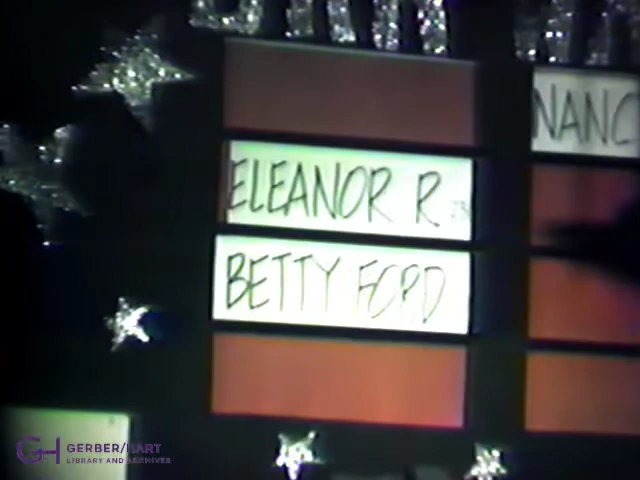 NANC
ELEANOR R
BETTY FORD
GERBER/HART
LIBRARY AND ARCHIVES